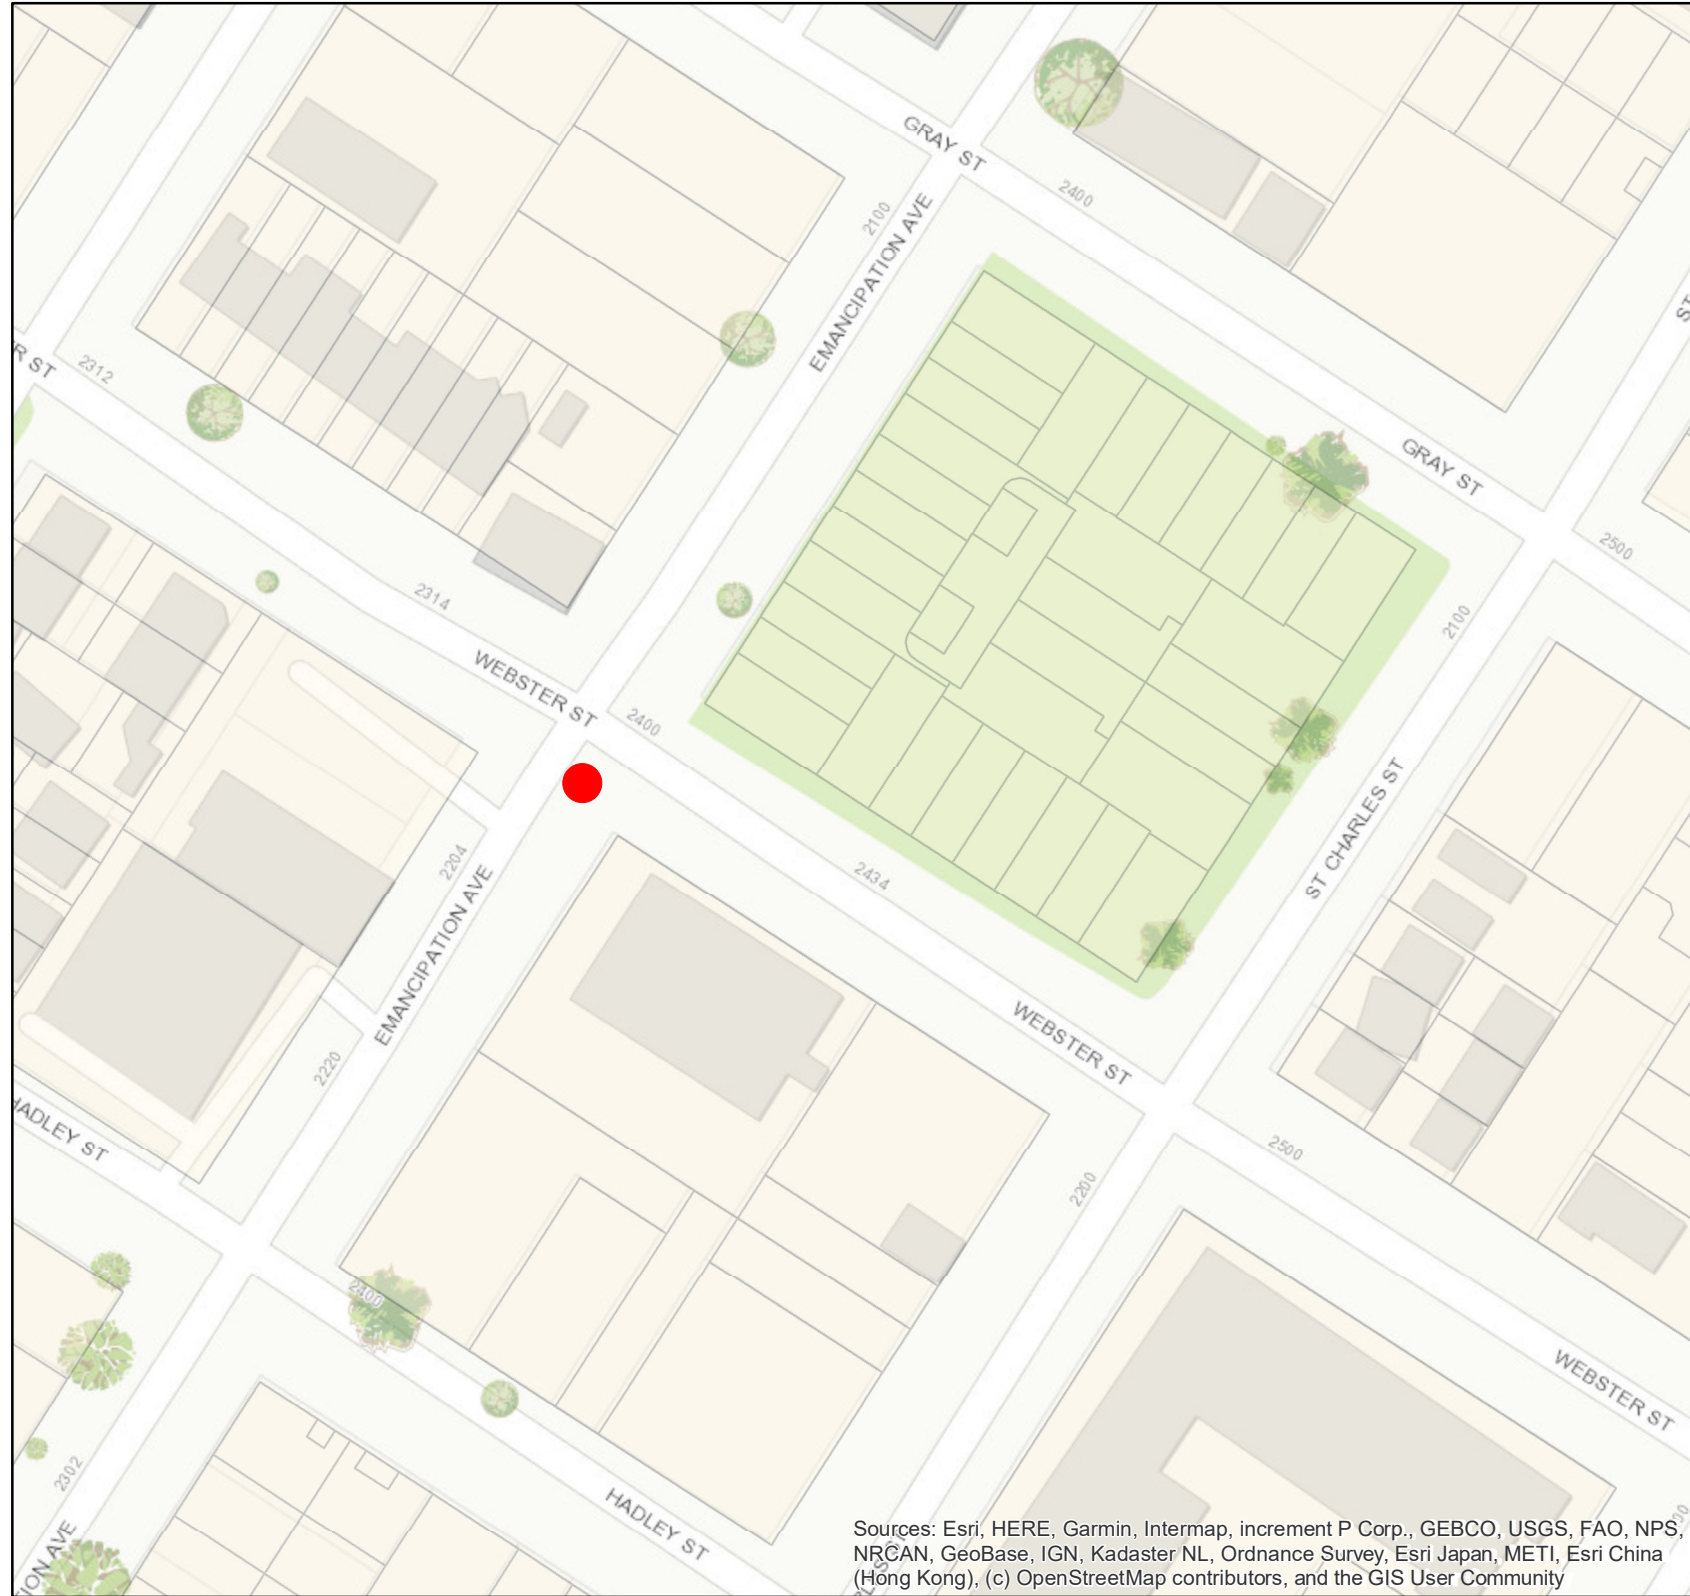 GRAY ST
2400
2100
EMANCIPATION AVE
ST
R ST
2312
GRAY ST
2500
2314
2100
WEBSTER ST
2400
2204
2434
ST CHARLES ST
EMANCIPATION AVE
WEBSTER ST
2220
HADLEY ST
2500
2200
2400
WEBSTER ST
2302
HADLEY ST
ION AVE
Sources: Esri, HERE, Garmin, Intermap, increment P Corp., GEBCO, USGS, FAO, NPS,
NRCAN, GeoBase, IGN, Kadaster NL, Ordnance Survey, Esri Japan, METI, Esri China
(Hong Kong), (c) OpenStreetMap contributors, and the GIS User Community